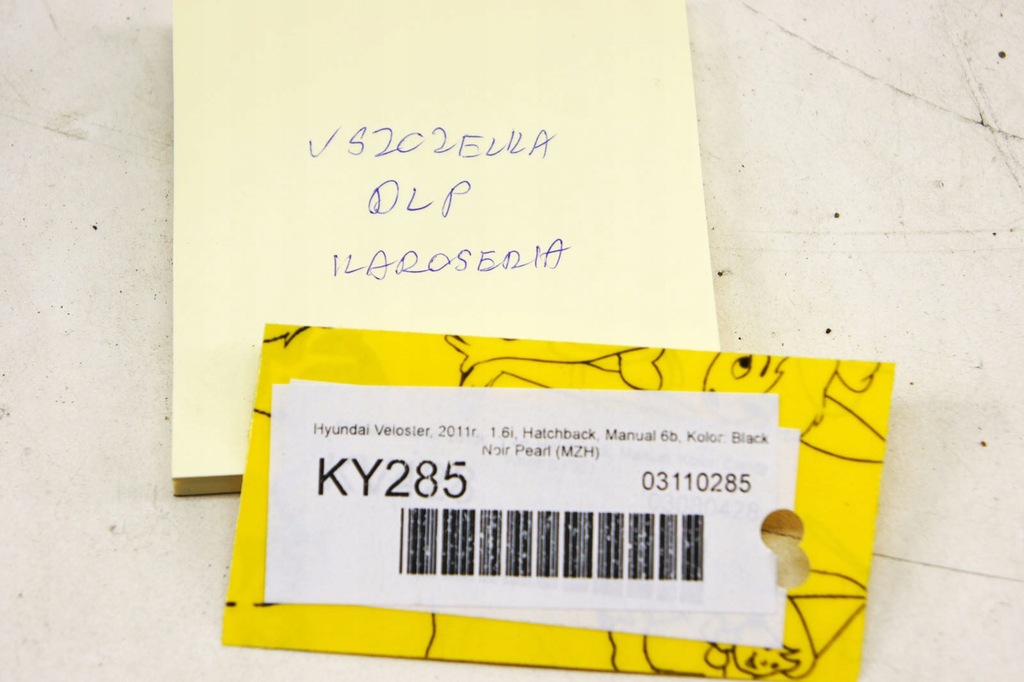 USZCZELKA
DLP
KAROSERIA
Hyundai Veloster, 2011r., 1.6i, Hatchback, Manual 6b, Kolor: Black
Noir Pearl (MZH)
KY285
03110285